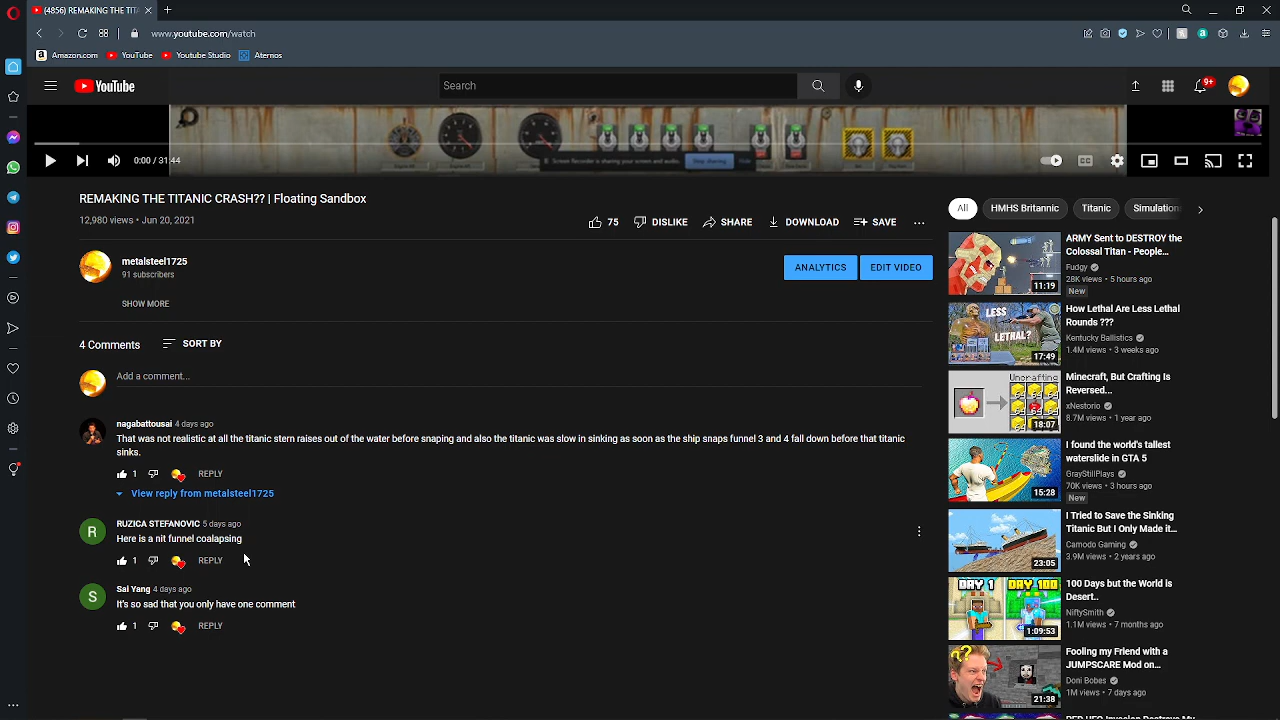 (4856) REMAKING THE TITA
www.youtube.com/watch
Amazon.com
YouTube
Youtube Studio
Aternos
YouTube
Search
9+
Screen Recorder is sharing your screen and audio.
Stop sharing
Hide
0:00 / 31:44
REMAKING THE TITANIC CRASH?? | Floating Sandbox
12,980 views • Jun 20, 2021
75
DISLIKE
SHARE
DOWNLOAD
SAVE
metalsteel1725
91 subscribers
ANALYTICS
EDIT VIDEO
SHOW MORE
4 Comments
SORT BY
Add a comment...
nagabattousai 4 days ago
That was not realistic at all the titanic stern raises out of the water before snaping and also the titanic was slow in sinking as soon as the ship snaps funnel 3 and 4 fall down before that titanic
sinks.
1
REPLY
View reply from metalsteel1725
R
RUZICA STEFANOVIC 5 days ago
Here is a nit funnel coalapsing
1
REPLY
S
Sai Yang 4 days ago
It's so sad that you only have one comment
1
REPLY
All
HMHS Britannic
Titanic
Simulation
ARMY Sent to DESTROY the
Colossal Titan - People...
Fudgy
28K views • 5 hours ago
New
11:19
LESS
LETHAL?
How Lethal Are Less Lethal
Rounds ???
Kentucky Ballistics
1.4M views • 3 weeks ago
17:49
Uncrafting
Minecraft, But Crafting Is
Reversed...
xNestorio
8.7M views • 1 year ago
18:07
I found the world's tallest
waterslide in GTA 5
GrayStillPlays
70K views • 3 hours ago
New
15:28
I Tried to Save the Sinking
Titanic But I Only Made it...
Camodo Gaming
3.9M views • 2 years ago
23:05
DAY 1
DAY 100
100 Days but the World is
Desert..
NiftySmith
1.1M views • 7 months ago
1:09:53
Fooling my Friend with a
JUMPSCARE Mod on...
Doni Bobes
1M views • 7 days ago
21:38